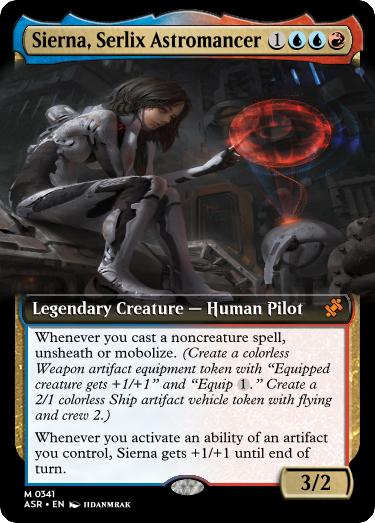 Sierna, Serlix Astromancer 1
Legendary Creature — Human Pilot
Whenever you cast a noncreature spell,
unsheath or mobolize. (Create a colorless
Weapon artifact equipment token with “Equipped
creature gets +1/+1” and “Equip 1.” Create a
2/1 colorless Ship artifact vehicle token with flying
and crew 2.)
Whenever you activate an ability of an artifact
you control, Sierna gets +1/+1 until end of
turn.
3/2
M 0341
ASR • EN IIDANMRAK